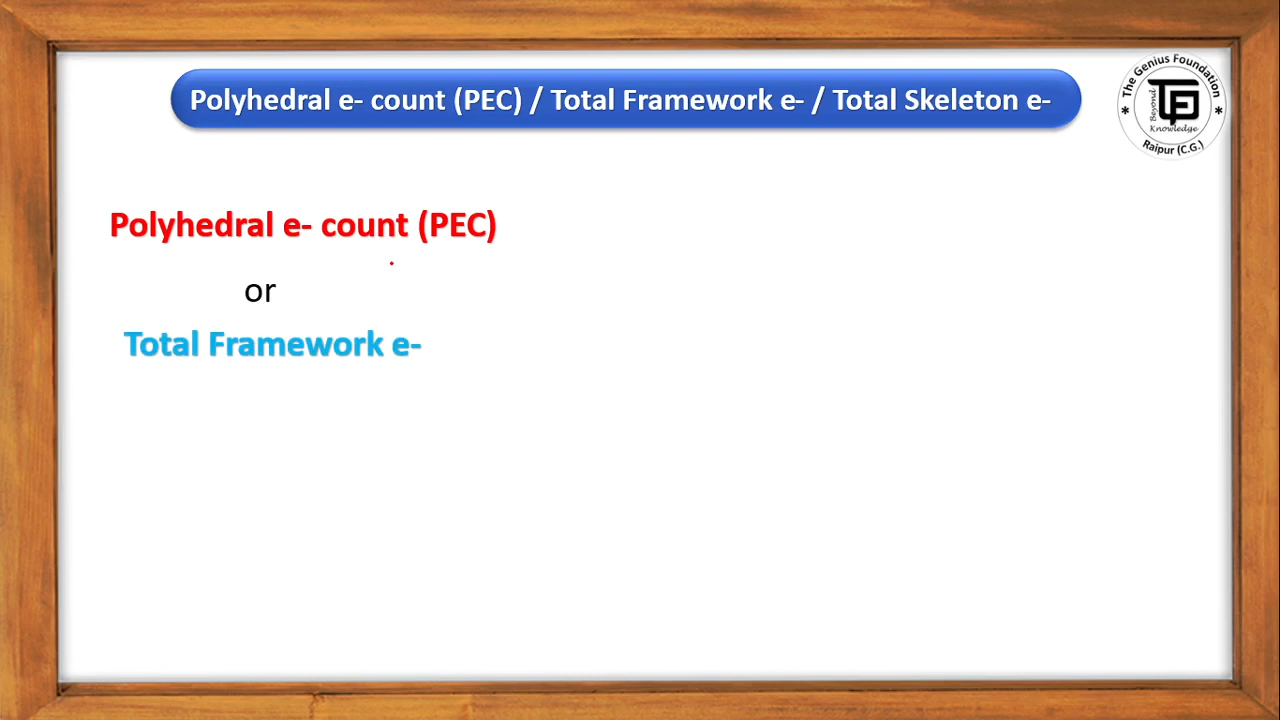 Polyhedral e- count (PEC) / Total Framework e- / Total Skeleton e-
The Genius Foundation
Beyond
Knowledge
* *
Raipur (C.G.)
Polyhedral e- count (PEC)
or
Total Framework e-